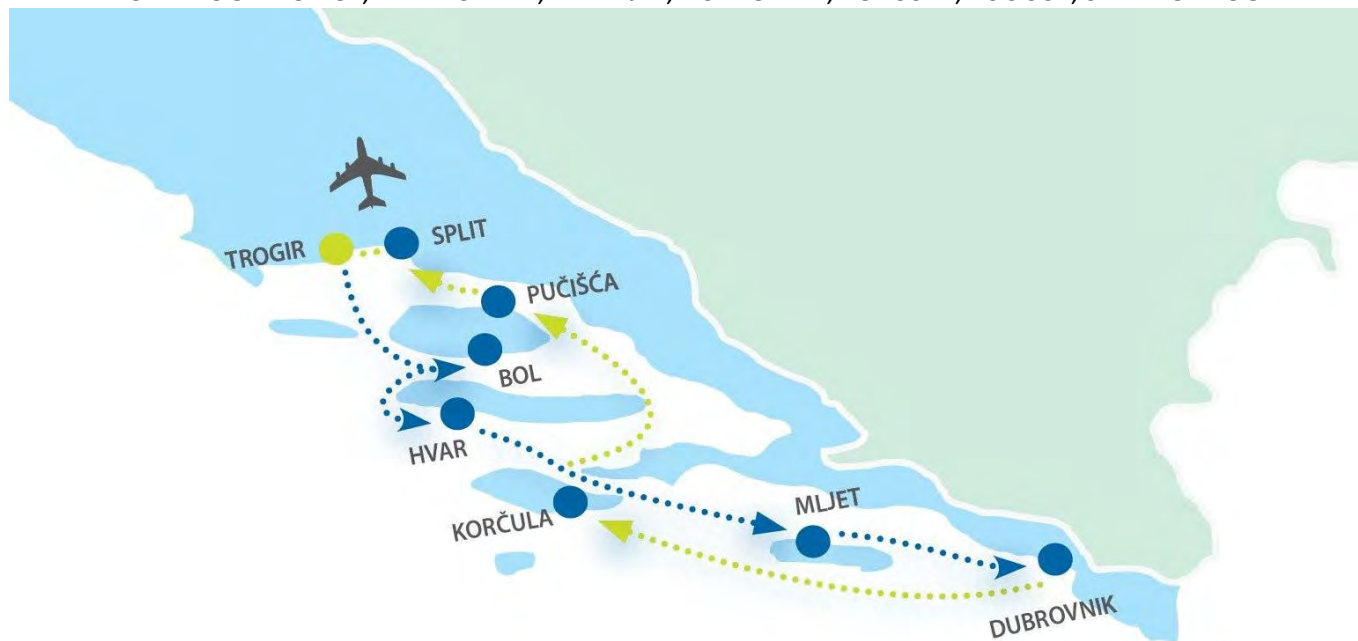 TROGIR
SPLIT
PUČIŠĆA
BOL
HVAR
KORČULA
MLJET
DUBROVNIK